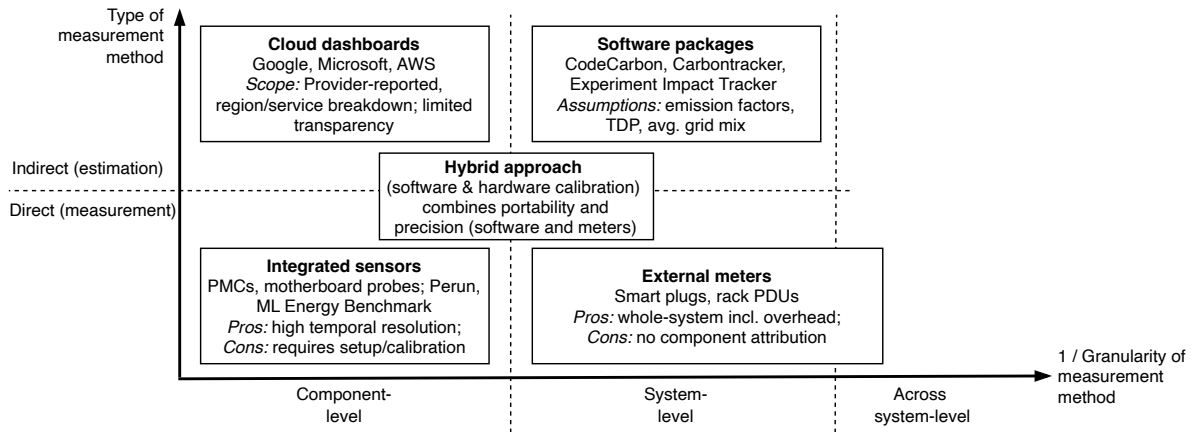 Type of
measurement
method
Cloud dashboards
Google, Microsoft, AWS
Scope: Provider-reported,
region/service breakdown; limited
transparency
Software packages
CodeCarbon, Carbontracker,
Experiment Impact Tracker
Assumptions: emission factors,
TDP, avg. grid mix
Indirect (estimation)
Direct (measurement)
Hybrid approach
(software & hardware calibration)
combines portability and
precision (software and meters)
Integrated sensors
PMCs, motherboard probes; Perun,
ML Energy Benchmark
Pros: high temporal resolution;
Cons: requires setup/calibration
External meters
Smart plugs, rack PDUs
Pros: whole-system incl. overhead;
Cons: no component attribution
1 / Granularity of
measurement
method
Component-
level
System-
level
Across
system-level